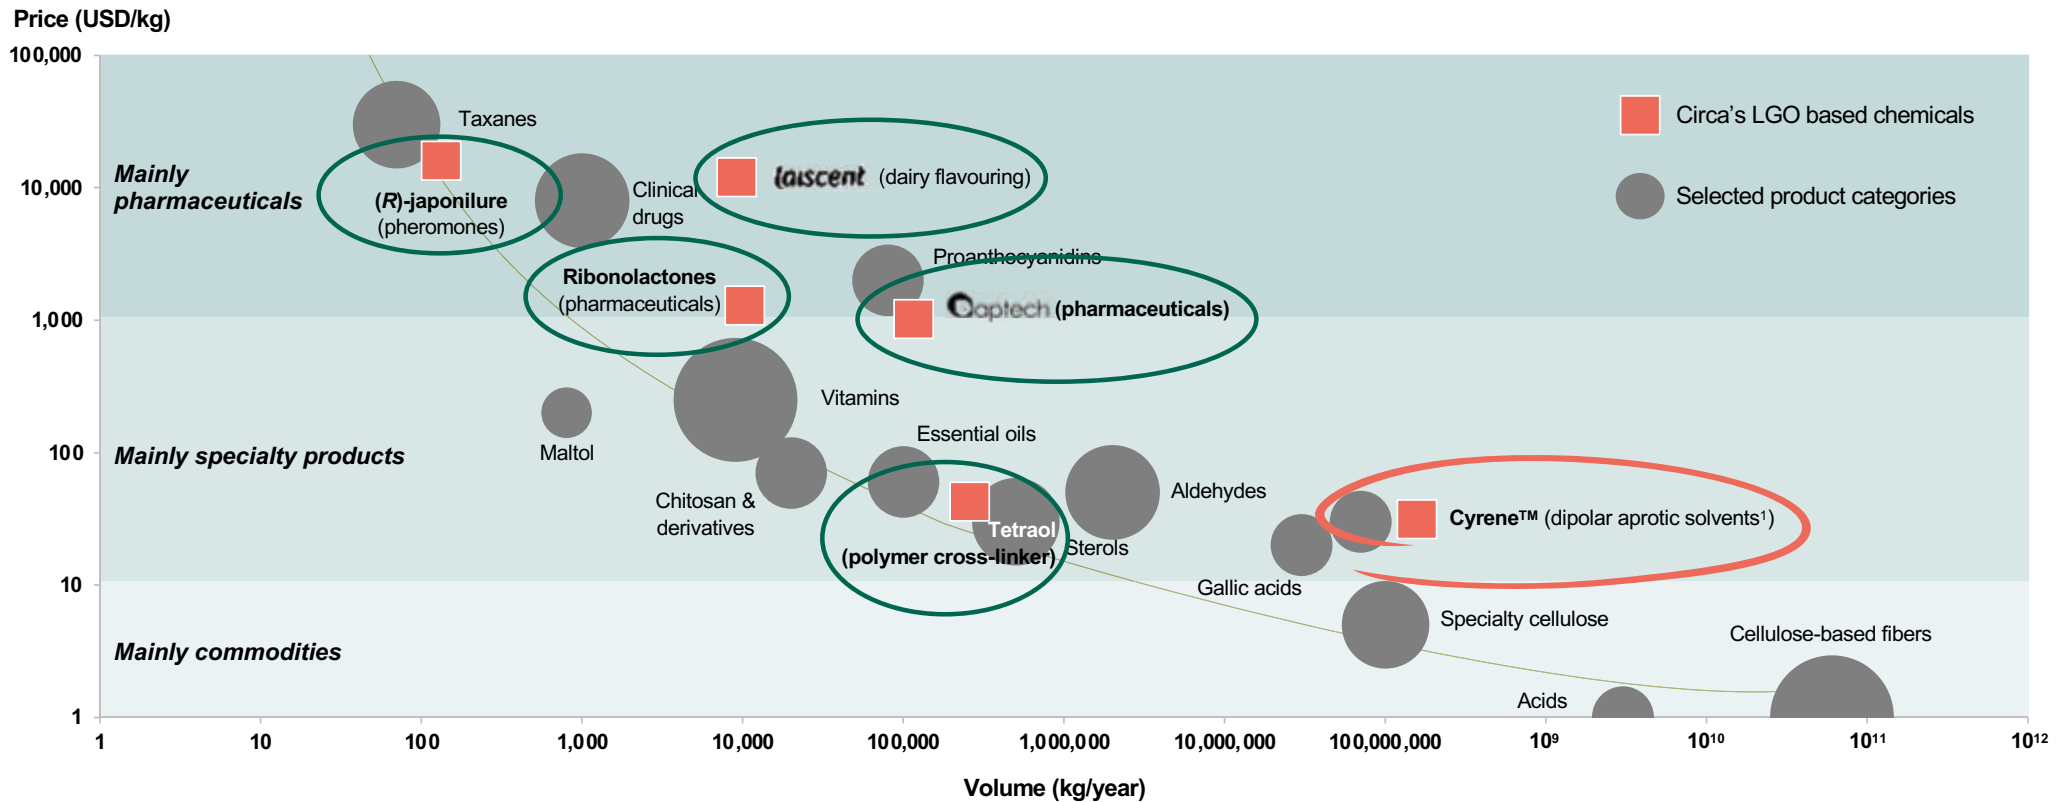 Price (USD/kg)
100,000
10,000
1,000
100
10
1
Mainly
pharmaceuticals
Mainly specialty products
Mainly commodities
Taxanes
(R)-japonilure
(pheromones)
Clinical
drugs
(dairy flavouring)
Circa's LGO based chemicals
Selected product categories
Ribonolactones
(pharmaceuticals)
Proanthocyanidins
(pharmaceuticals)
Maltol
Vitamins
Chitosan &
derivatives
Essential oils
Tetraol
(polymer cross-linker)
Sterols
Aldehydes
Gallic acids
Cyrene™ (dipolar aprotic solvents¹)
Specialty cellulose
Cellulose-based fibers
Acids
1
10
100
1,000
10,000
100,000
1,000,000
10,000,000
100,000,000
10⁹
10¹⁰
10¹¹
10¹²
Volume (kg/year)